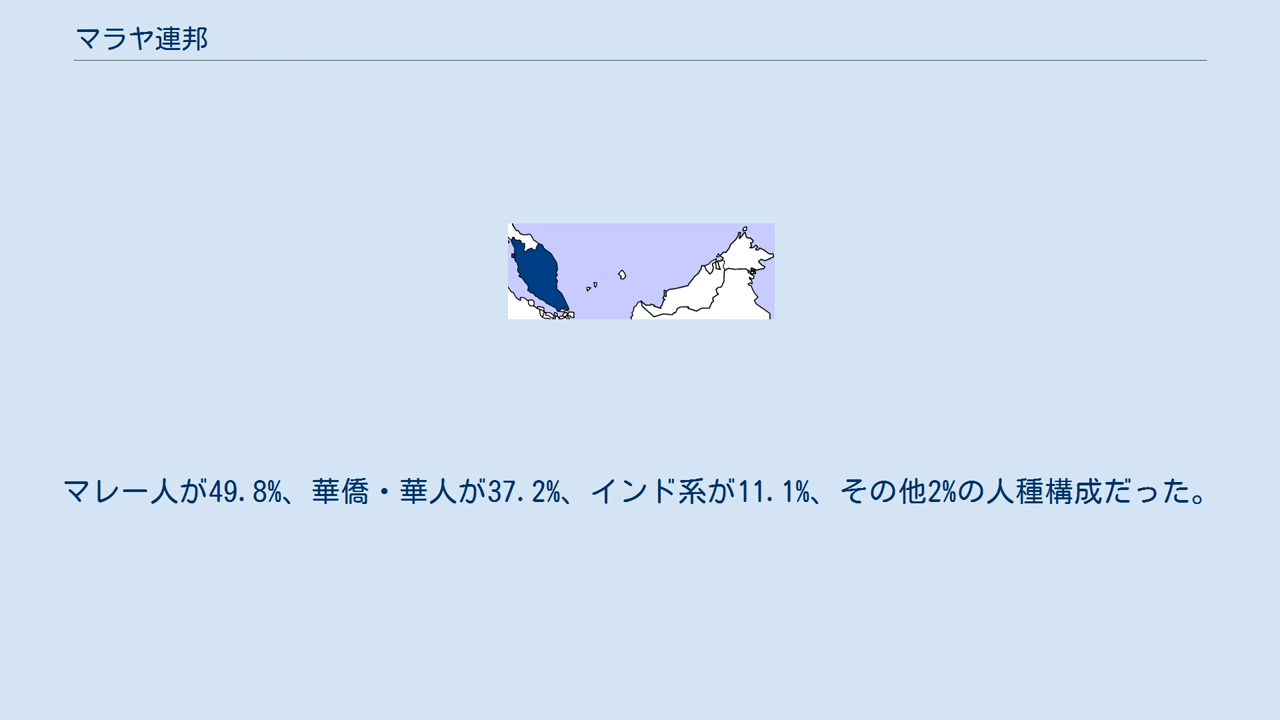 マラヤ連邦
マレー人が49.8%、華僑・華人が37.2%、インド系が11.1%、その他2%の人種構成だった。